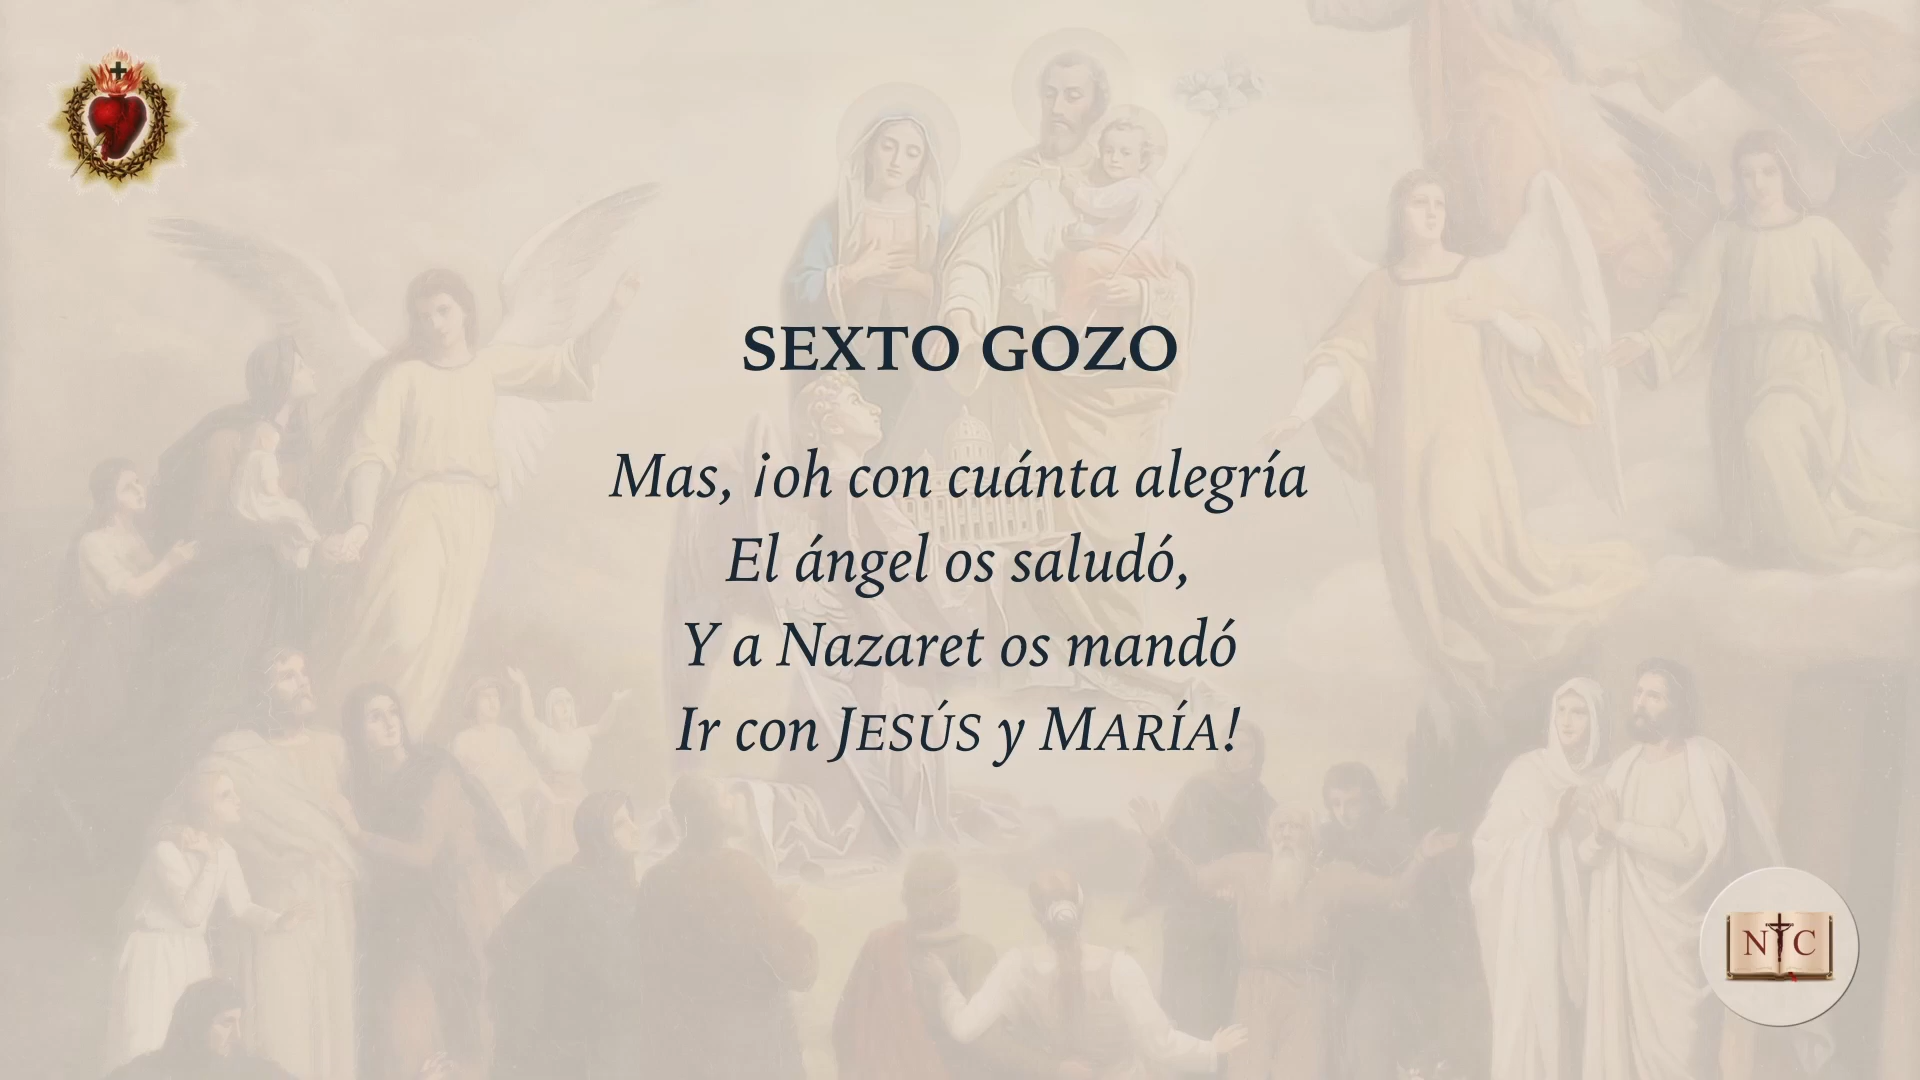 SEXTO GOZO
Mas, ¡oh con cuánta alegría
El ángel os saludó,
Y a Nazaret os mandó
Ir con JESÚS y MARÍA!
N C